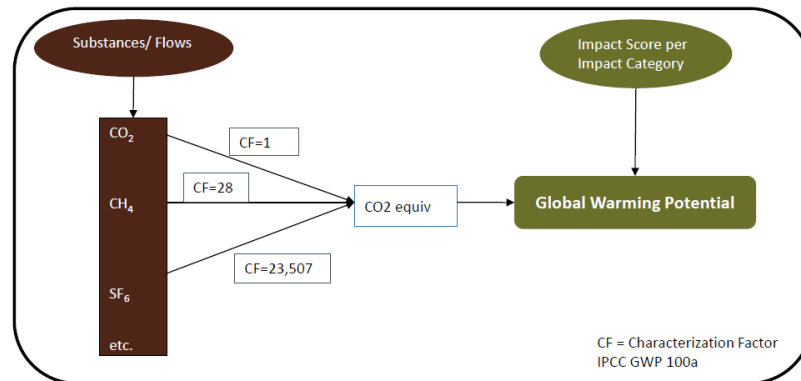 Substances/ Flows
Impact Score per
Impact Category
CO₂
CF=1
CF=28
CH₄
CO2 equiv
Global Warming Potential
CF=23,507
SF₆
etc.
CF = Characterization Factor
IPCC GWP 100a